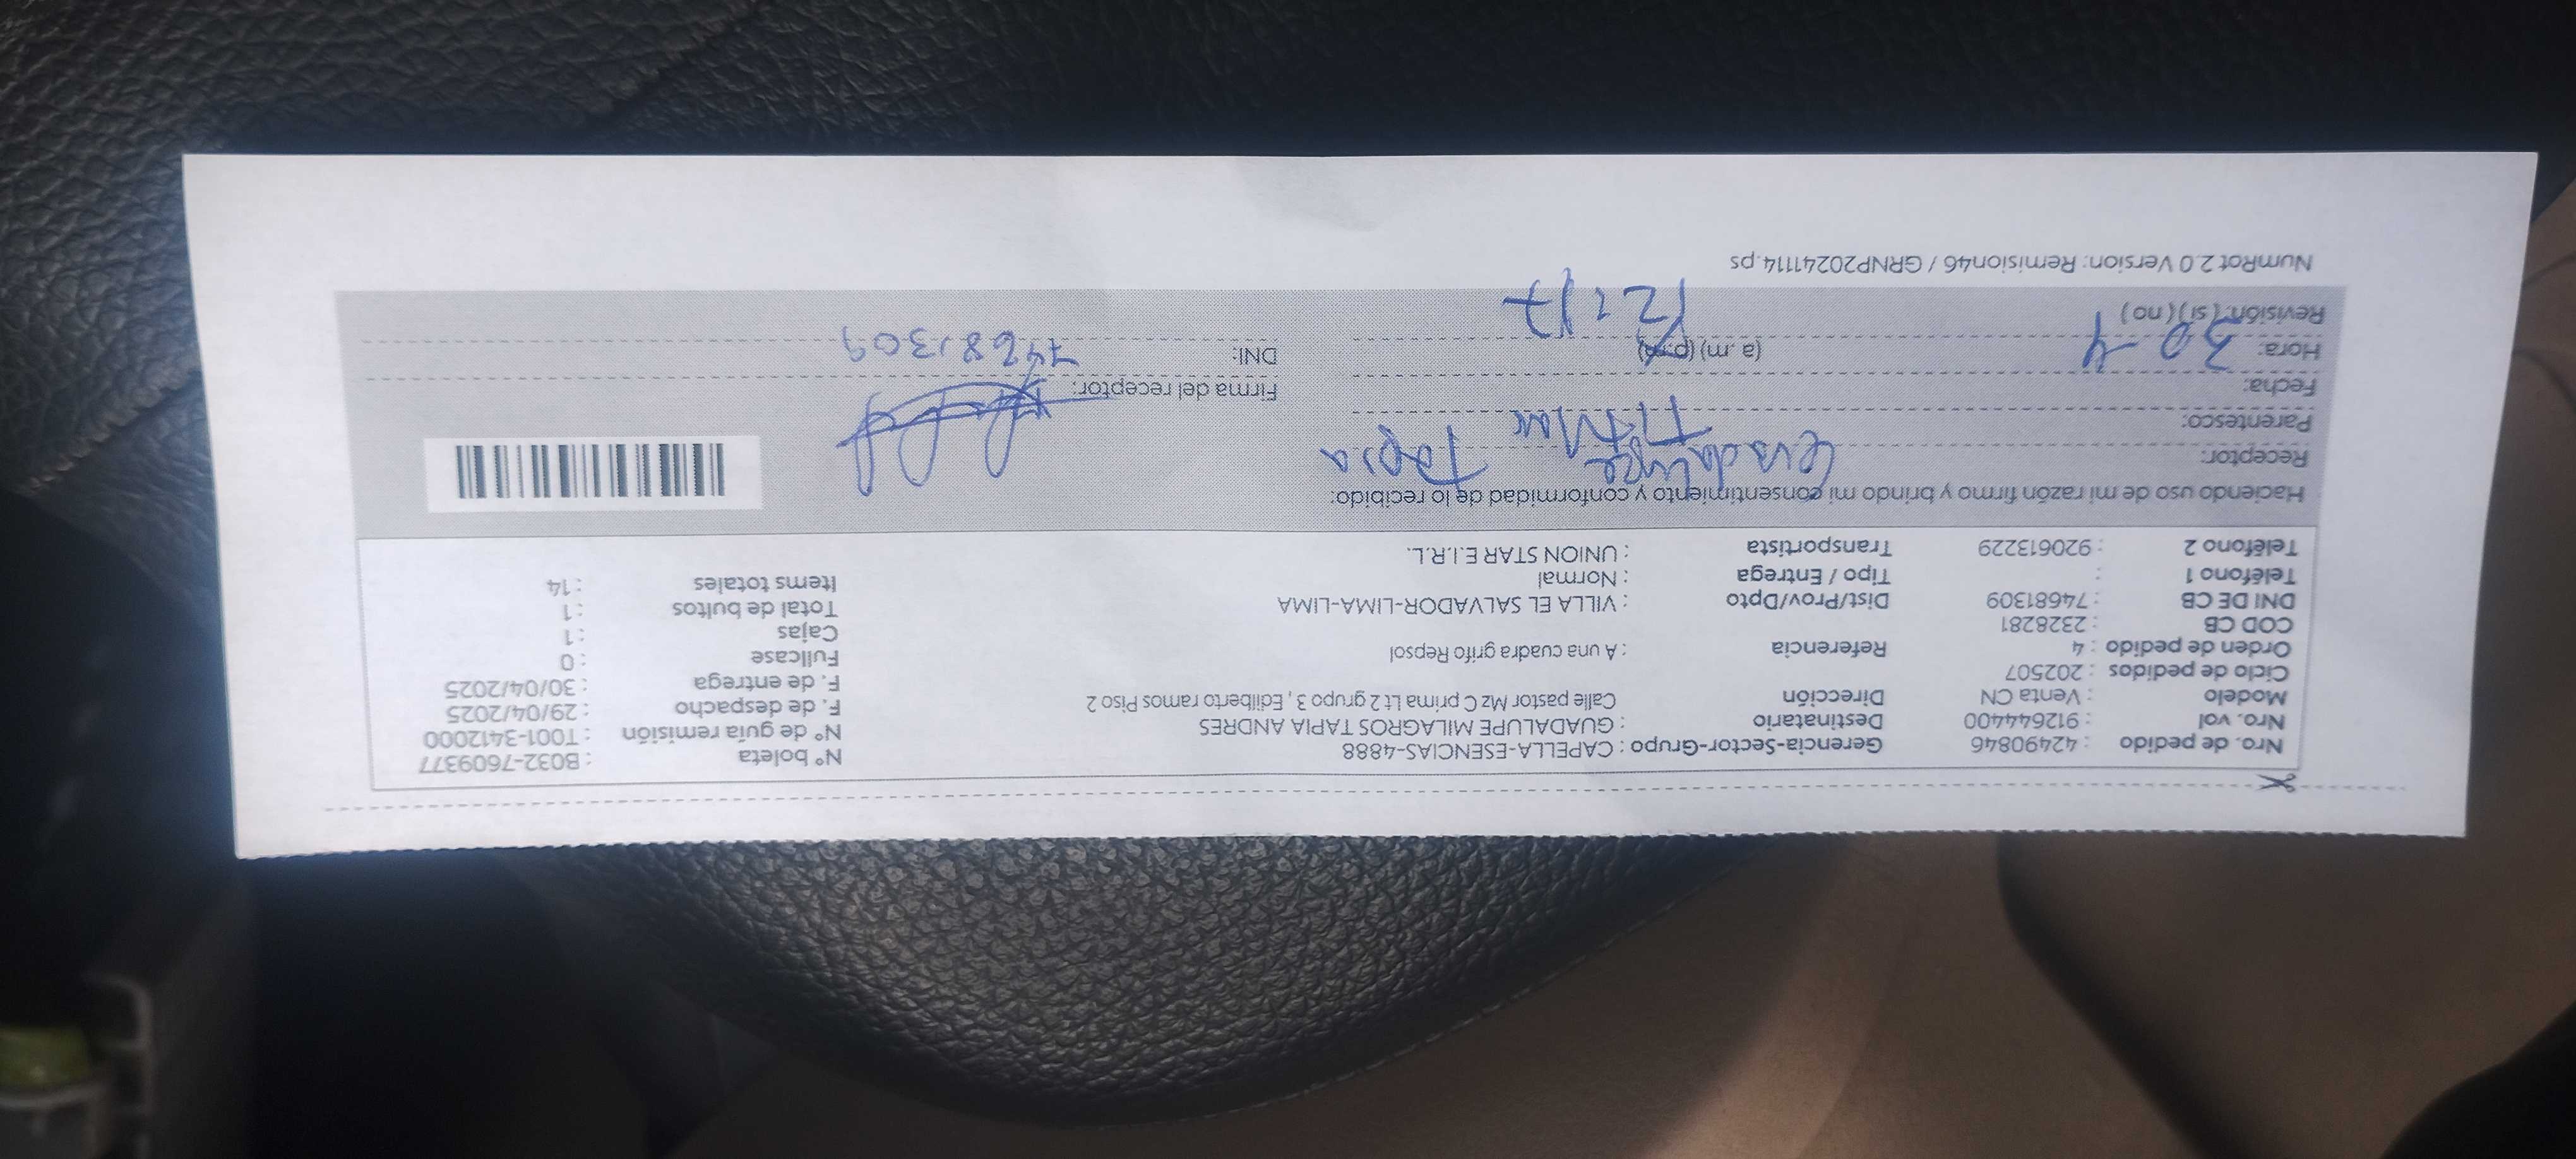 Nro. de pedido : 42490846 Gerencia-Sector-Grupo : CAPELLA-ESENCIAS-4888 N° boleta : B032-7609377
Nro. vol : 912644400 Destinatario : GUADALUPE MILAGROS TAPIA ANDRES N° de guía remisión : T001-3412000
Modelo : Venta CN Dirección Calle pastor Mz C prima Lt 2 grupo 3 , Edilberto ramos Piso 2 F. de despacho : 29/04/2025
Ciclo de pedidos : 202507 F. de entrega : 30/04/2025
Orden de pedido : 4 Referencia : A una cuadra grifo Repsol Fullcase : 0
COD CB : 2328281 Cajas : 1
DNI DE CB : 74681309 Dist/Prov/Dpto : VILLA EL SALVADOR-LIMA-LIMA Total de bultos : 1
Teléfono 1 : Tipo / Entrega : Normal Items totales : 14
Teléfono 2 : 920613229 Transportista : UNION STAR E.I.R.L.
Haciendo uso de mi razón firmo y brindo mi consentimiento y conformidad de lo recibido:
Receptor: Guadalupe Tapia
Parentesco:
Fecha: Firma del receptor:
Hora: 30-4 (a. m) (p.m) DNI: 74681309
Revisión: ( si ) ( no ) 12:17
NumRot 2.0 Version: Remision46 / GRNP20241114.ps